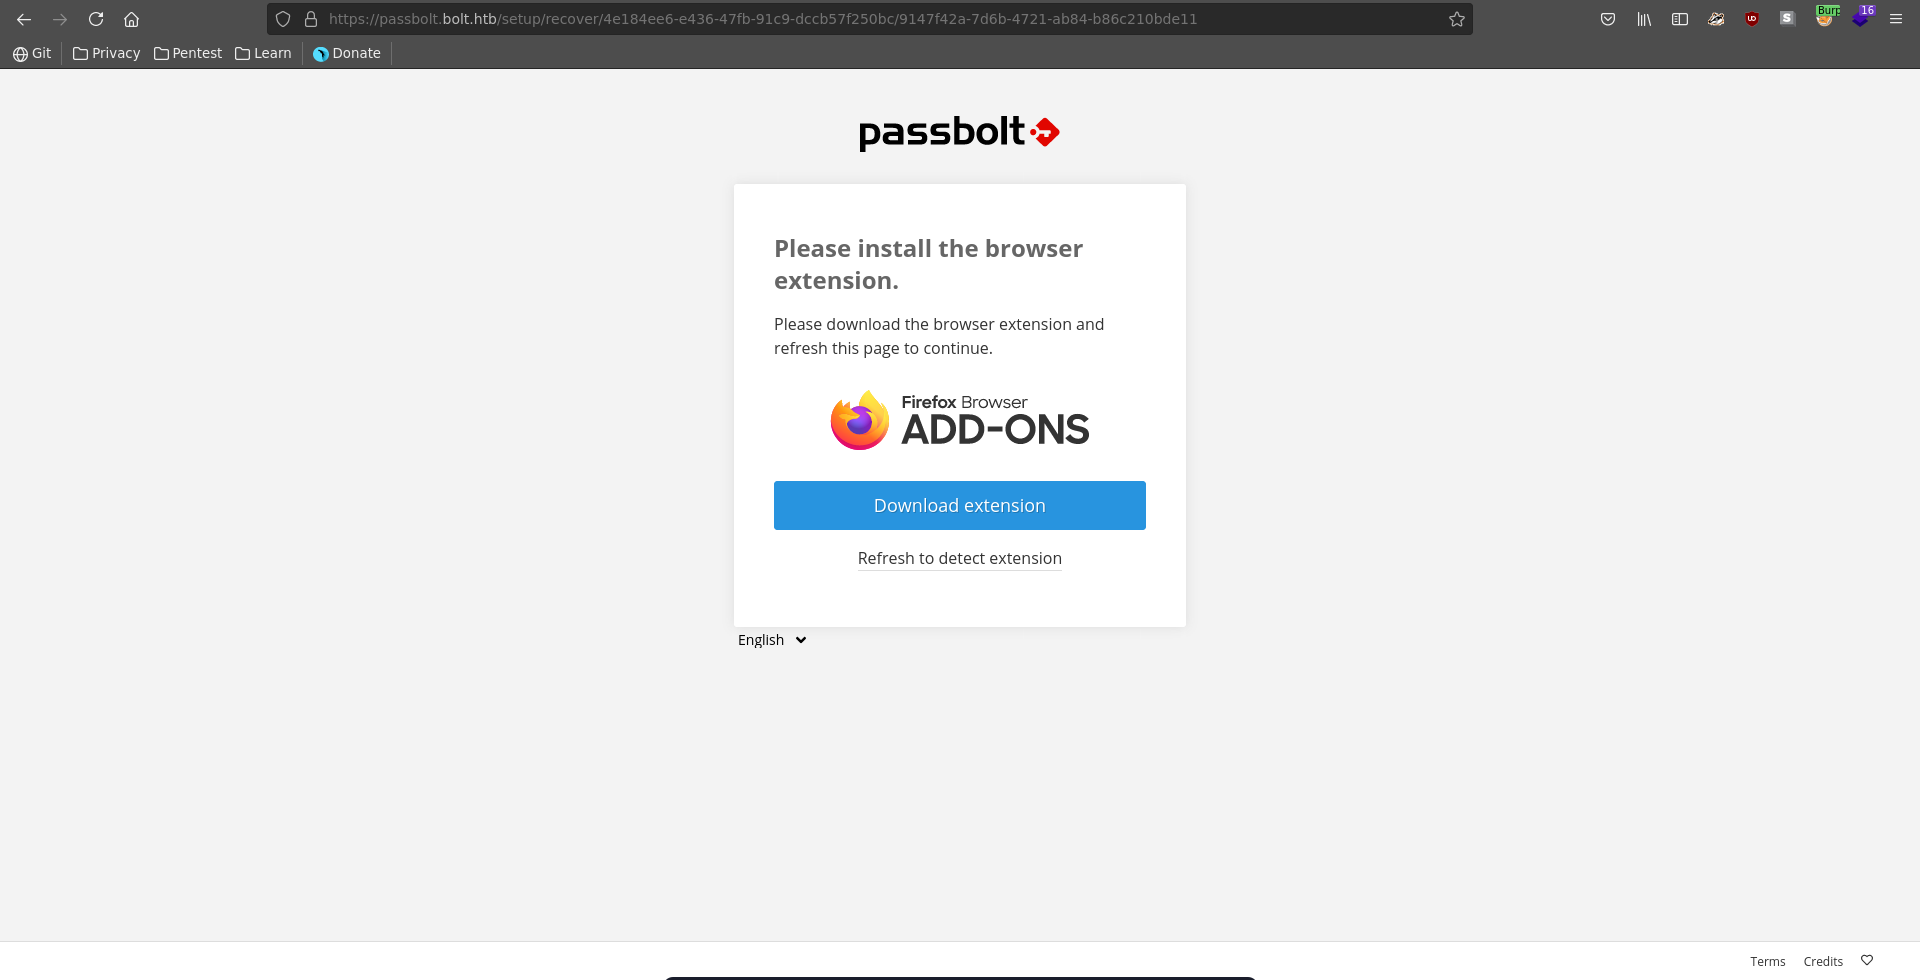 https://passbolt.bolt.htb/setup/recover/4e184ee6-e436-47fb-91c9-dccb57f250bc/9147f42a-7d6b-4721-ab84-b86c210bde11
UD
S
Burp
16
Git
Privacy
Pentest
Learn
Donate
passbolt
Please install the browser
extension.
Please download the browser extension and
refresh this page to continue.
Firefox Browser
ADD-ONS
Download extension
Refresh to detect extension
English
Terms
Credits